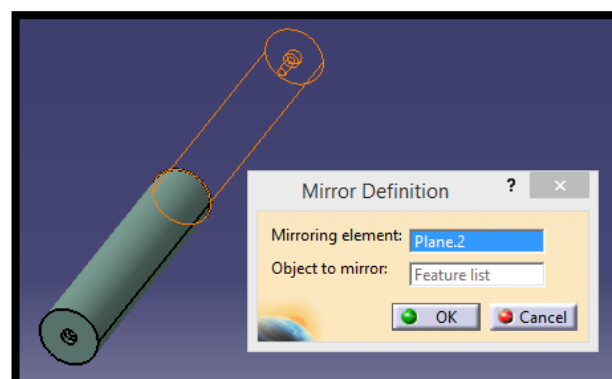 Mirror Definition ? ×
Mirroring element: Plane.2
Object to mirror: Feature list
OK Cancel